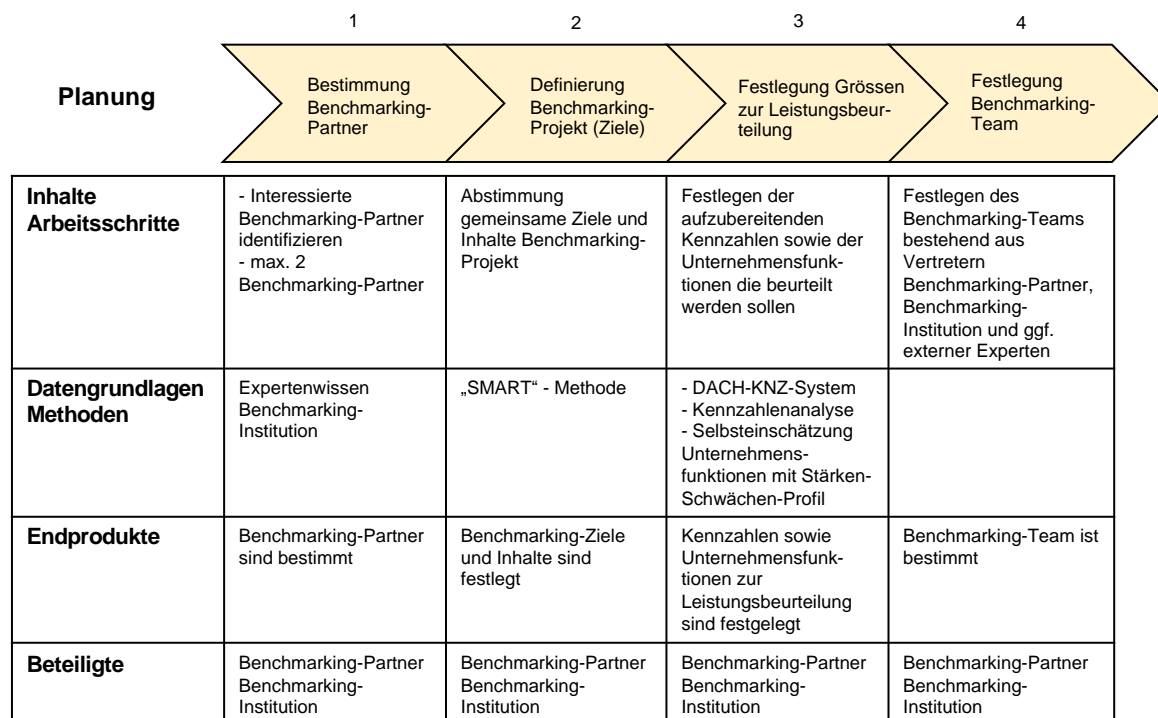 1
2
3
4
Planung
Bestimmung
Benchmarking-
Partner
Definierung
Benchmarking-
Projekt (Ziele)
Festlegung Grössen
zur Leistungsbeur-
teilung
Festlegung
Benchmarking-
Team
Inhalte
Arbeitsschritte
- Interessierte
Benchmarking-Partner
identifizieren
- max. 2
Benchmarking-Partner
Abstimmung
gemeinsame Ziele und
Inhalte Benchmarking-
Projekt
Festlegen der
aufzubereitenden
Kennzahlen sowie der
Unternehmensfunk-
tionen die beurteilt
werden sollen
Festlegen des
Benchmarking-Teams
bestehend aus
Vertretern
Benchmarking-Partner,
Benchmarking-
Institution und ggf.
externer Experten
Datengrundlagen
Methoden
Expertenwissen
Benchmarking-
Institution
„SMART“ - Methode
- DACH-KNZ-System
- Kennzahlenanalyse
- Selbsteinschätzung
Unternehmens-
funktionen mit Stärken-
Schwächen-Profil
Endprodukte
Benchmarking-Partner
sind bestimmt
Benchmarking-Ziele
und Inhalte sind
festlegt
Kennzahlen sowie
Unternehmensfunk-
tionen zur
Leistungsbeurteilung
sind festgelegt
Benchmarking-Team ist
bestimmt
Beteiligte
Benchmarking-Partner
Benchmarking-
Institution
Benchmarking-Partner
Benchmarking-
Institution
Benchmarking-Partner
Benchmarking-
Institution
Benchmarking-Partner
Benchmarking-
Institution